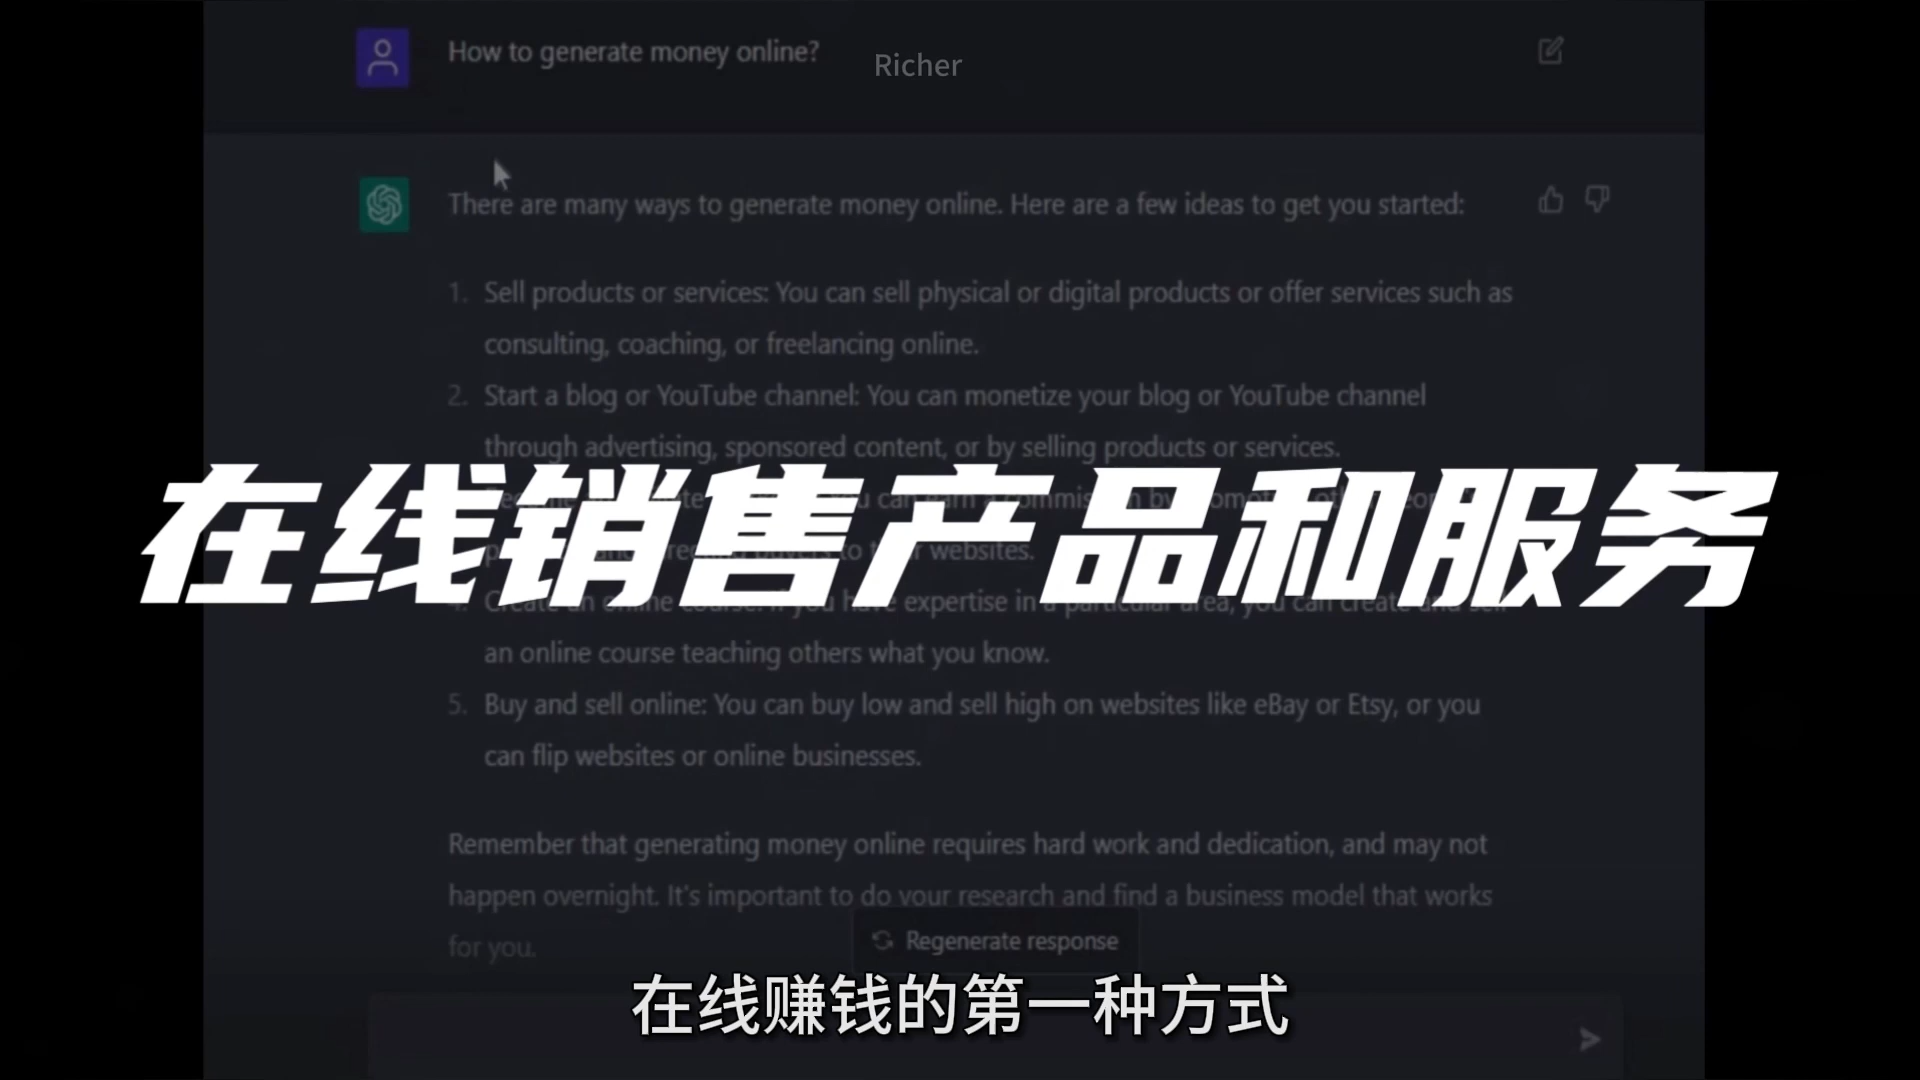 How to generate money online?
Richer
There are many ways to generate money online. Here are a few ideas to get you started:
1. Sell products or services: You can sell physical or digital products or offer services such as
consulting, coaching, or freelancing online.
2. Start a blog or YouTube channel: You can monetize your blog or YouTube channel
through advertising, sponsored content, or by selling products or services.
在线销售产品和服务
websites.
expertise in
an online course teaching others what you know.
5. Buy and sell online: You can buy low and sell high on websites like eBay or Etsy, or you
can flip websites or online businesses.
Remember that generating money online requires hard work and dedication, and may not
happen overnight. It's important to do your research and find a business model that works
for you.
Regenerate response
在线赚钱的第一种方式